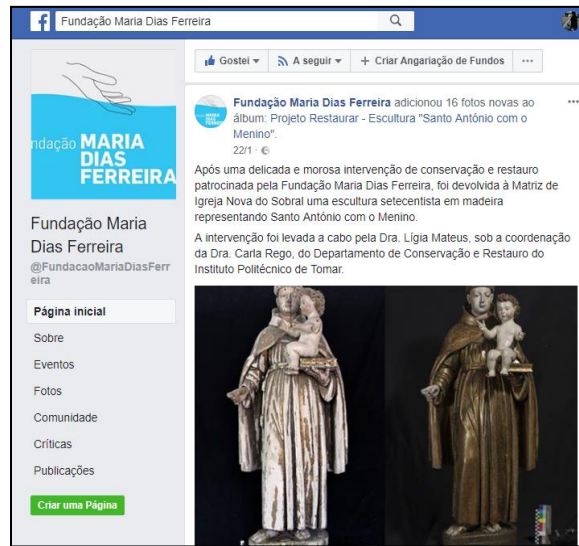 Fundação Maria Dias Ferreira
Gostei
A seguir
+ Criar Angariação de Fundos
ndação MARIA
DIAS
FERREIRA
Fundação Maria
Dias Ferreira
@FundacaoMariaDiasFerr
eira
Página inicial
Sobre
Eventos
Fotos
Comunidade
Críticas
Publicações
Criar uma Página
Fundação Maria Dias Ferreira adicionou 16 fotos novas ao
álbum: Projeto Restaurar - Escultura "Santo António com o
Menino".
22/1 ·
Após uma delicada e morosa intervenção de conservação e restauro
patrocinada pela Fundação Maria Dias Ferreira, foi devolvida à Matriz de
Igreja Nova do Sobral uma escultura setecentista em madeira
representando Santo António com o Menino.
A intervenção foi levada a cabo pela Dra. Lígia Mateus, sob a coordenação
da Dra. Carla Rego, do Departamento de Conservação e Restauro do
Instituto Politécnico de Tomar.